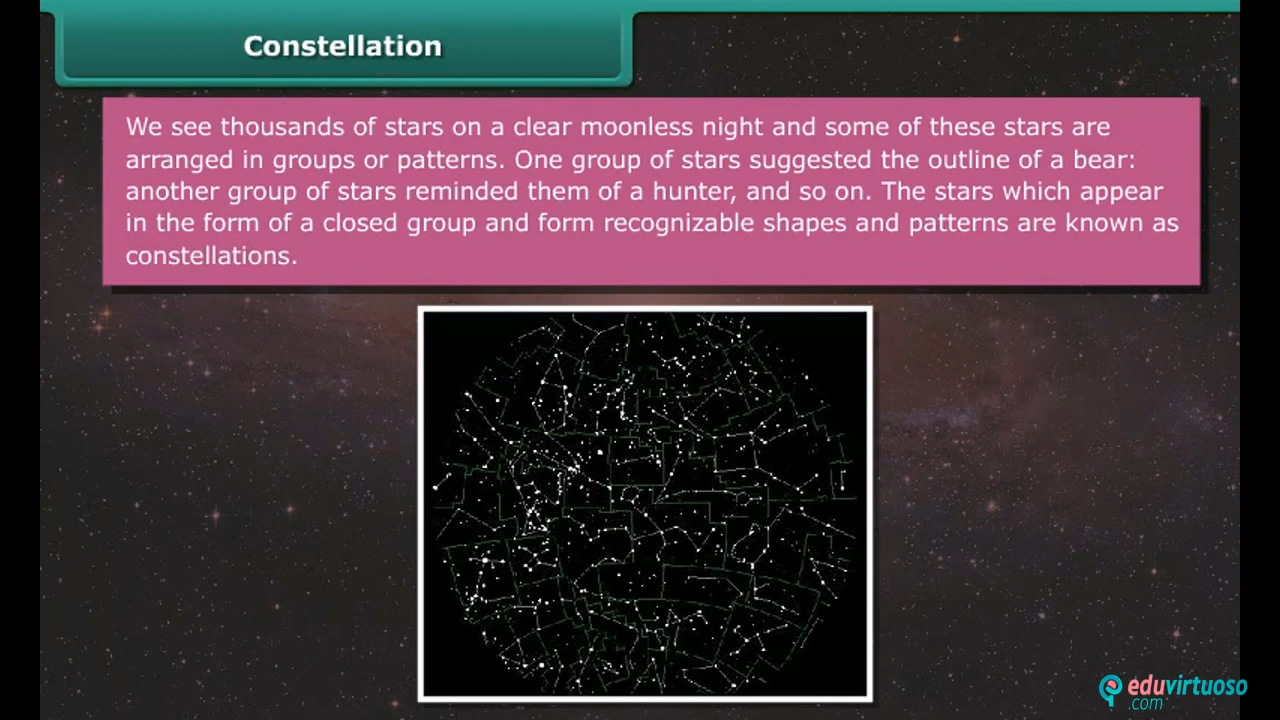 Constellation
We see thousands of stars on a clear moonless night and some of these stars are
arranged in groups or patterns. One group of stars suggested the outline of a bear:
another group of stars reminded them of a hunter, and so on. The stars which appear
in the form of a closed group and form recognizable shapes and patterns are known as
constellations.
eduvirtuoso
.com